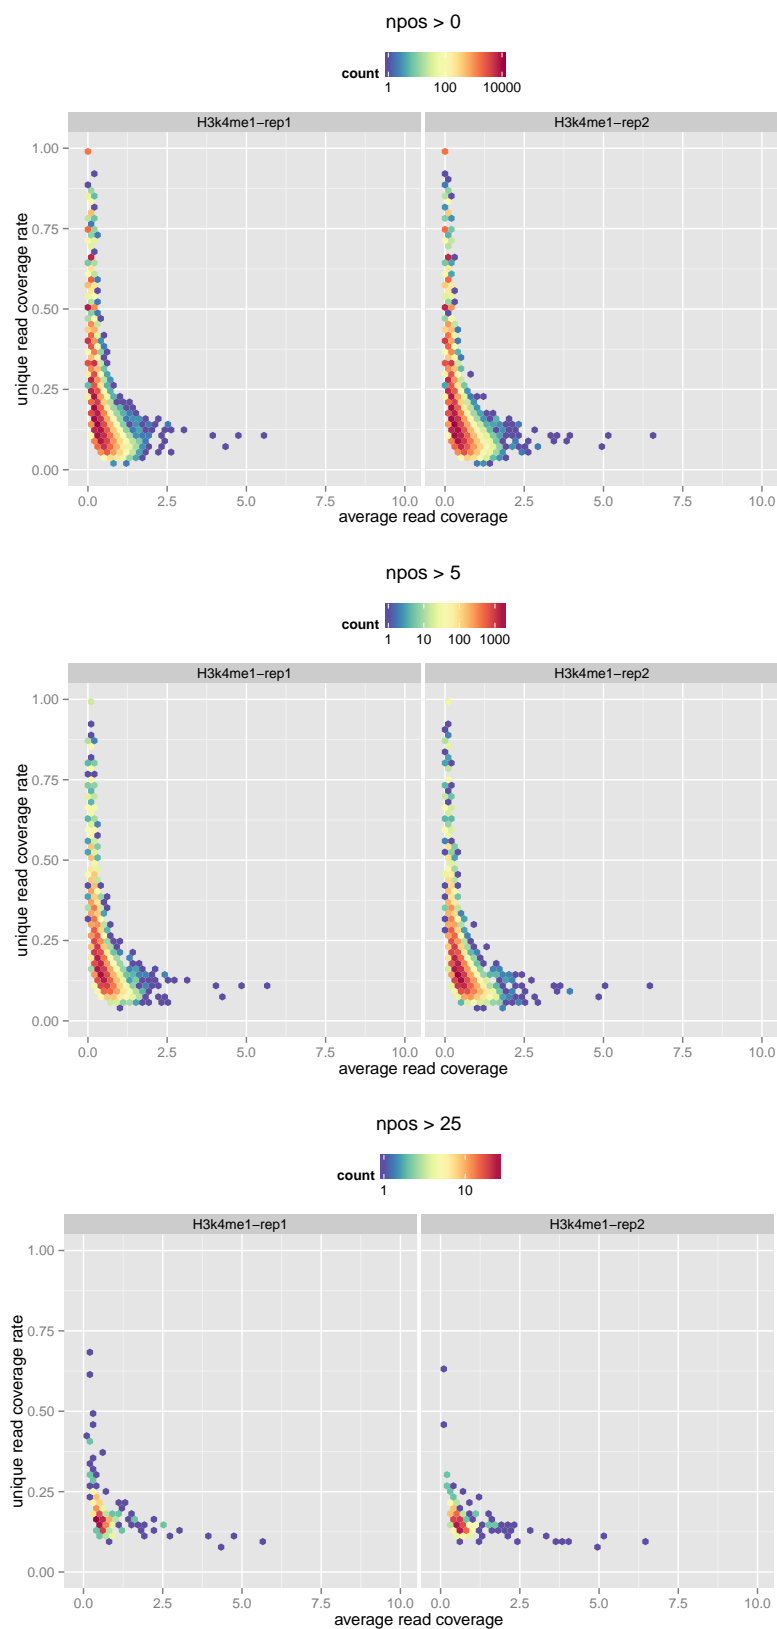 npos > 0
count
1 100 10000
H3k4me1−rep1 H3k4me1−rep2
unique read coverage rate
1.00
0.75
0.50
0.25
0.00
0.0 2.5 5.0 7.5 10.0 0.0 2.5 5.0 7.5 10.0
average read coverage
npos > 5
count
1 10 100 1000
H3k4me1−rep1 H3k4me1−rep2
unique read coverage rate
1.00
0.75
0.50
0.25
0.00
0.0 2.5 5.0 7.5 10.0 0.0 2.5 5.0 7.5 10.0
average read coverage
npos > 25
count
1 10
H3k4me1−rep1 H3k4me1−rep2
unique read coverage rate
1.00
0.75
0.50
0.25
0.00
0.0 2.5 5.0 7.5 10.0 0.0 2.5 5.0 7.5 10.0
average read coverage